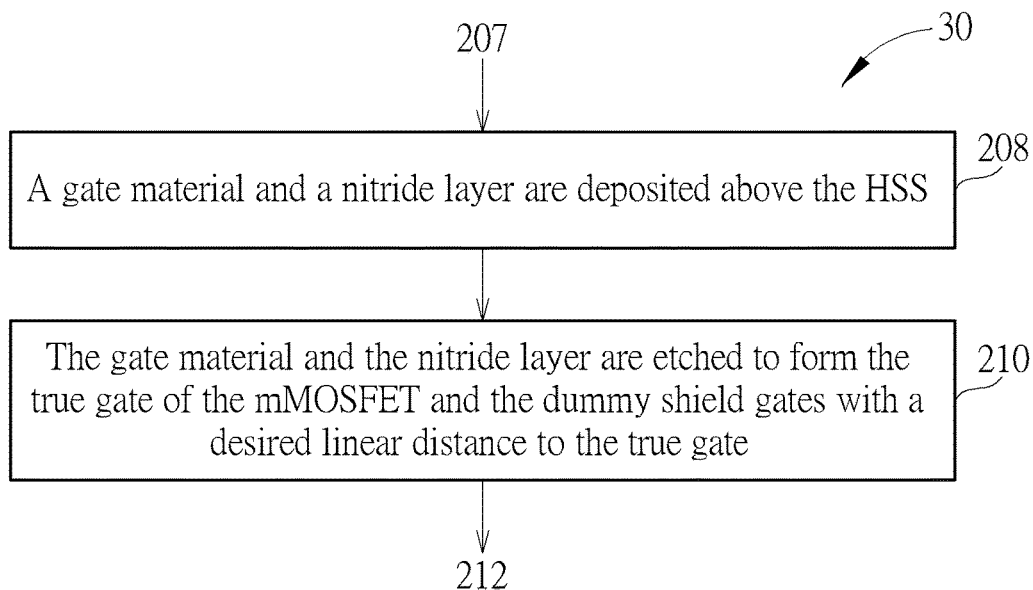 30
207
208
A gate material and a nitride layer are deposited above the HSS
The gate material and the nitride layer are etched to form the
true gate of the mMOSFET and the dummy shield gates with a
desired linear distance to the true gate
210
212